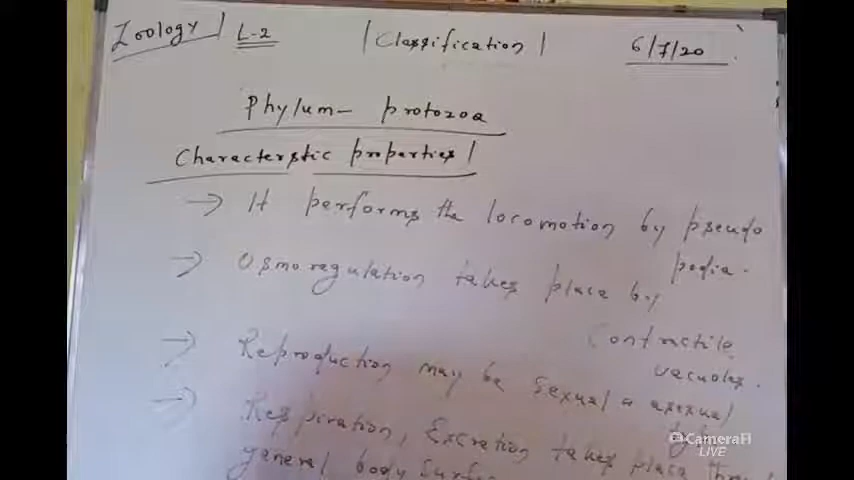 Zoology | L-2 | Classification | 6/7/20
Phylum- protozoa
Characterstic properties |
→ It performs the locomotion by pseudo
podia.
→ Osmoregulation takes place by
Contractile
vacuoles.
→ Reproduction may be sexual or asexual
→ Respiration, Excretion takes place
general body
CameraFi
LIVE